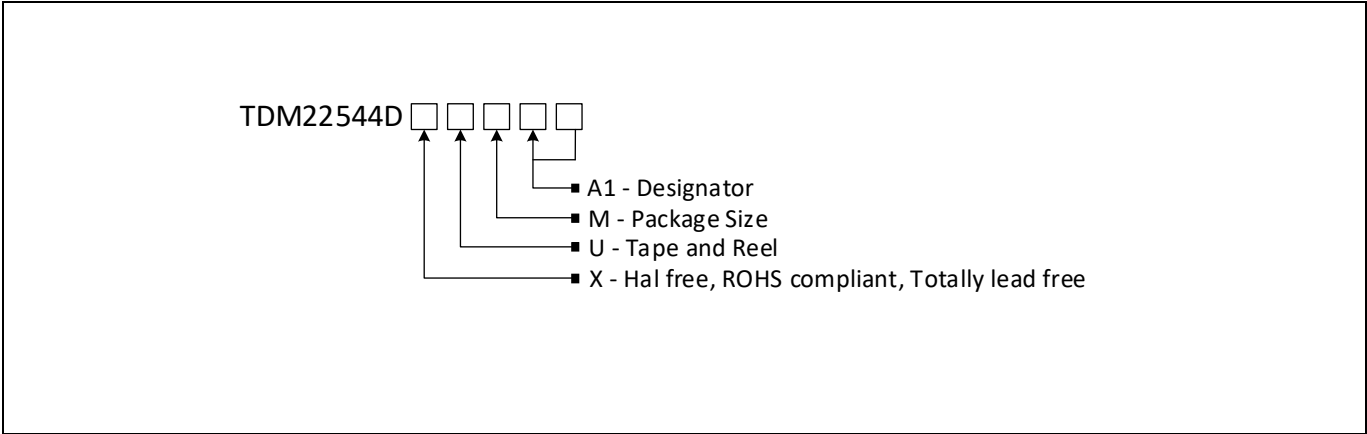 TDM22544D
A1 - Designator
M - Package Size
U - Tape and Reel
X - Hal free, ROHS compliant, Totally lead free